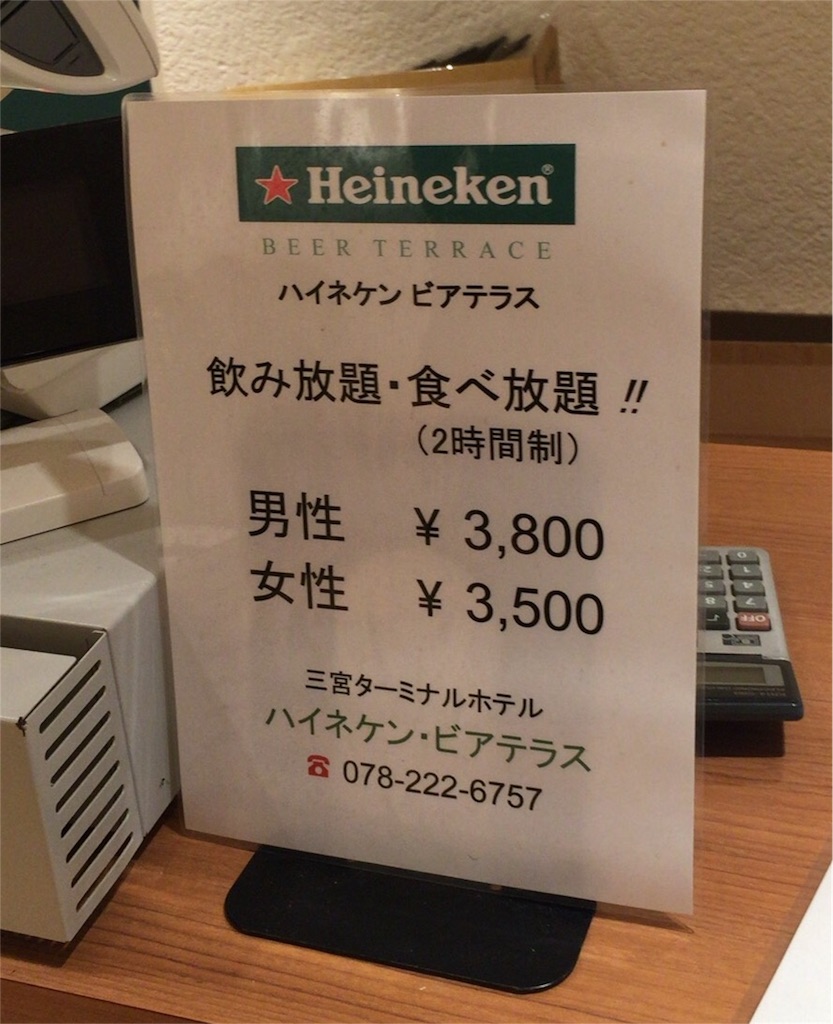 Heineken®
BEER TERRACE
ハイネケン ビアテラス
飲み放題・食べ放題 !!
（2時間制）
男性 ¥ 3,800
女性 ¥ 3,500
三宮ターミナルホテル
ハイネケン・ビアテラス
☎ 078-222-6757
OFF